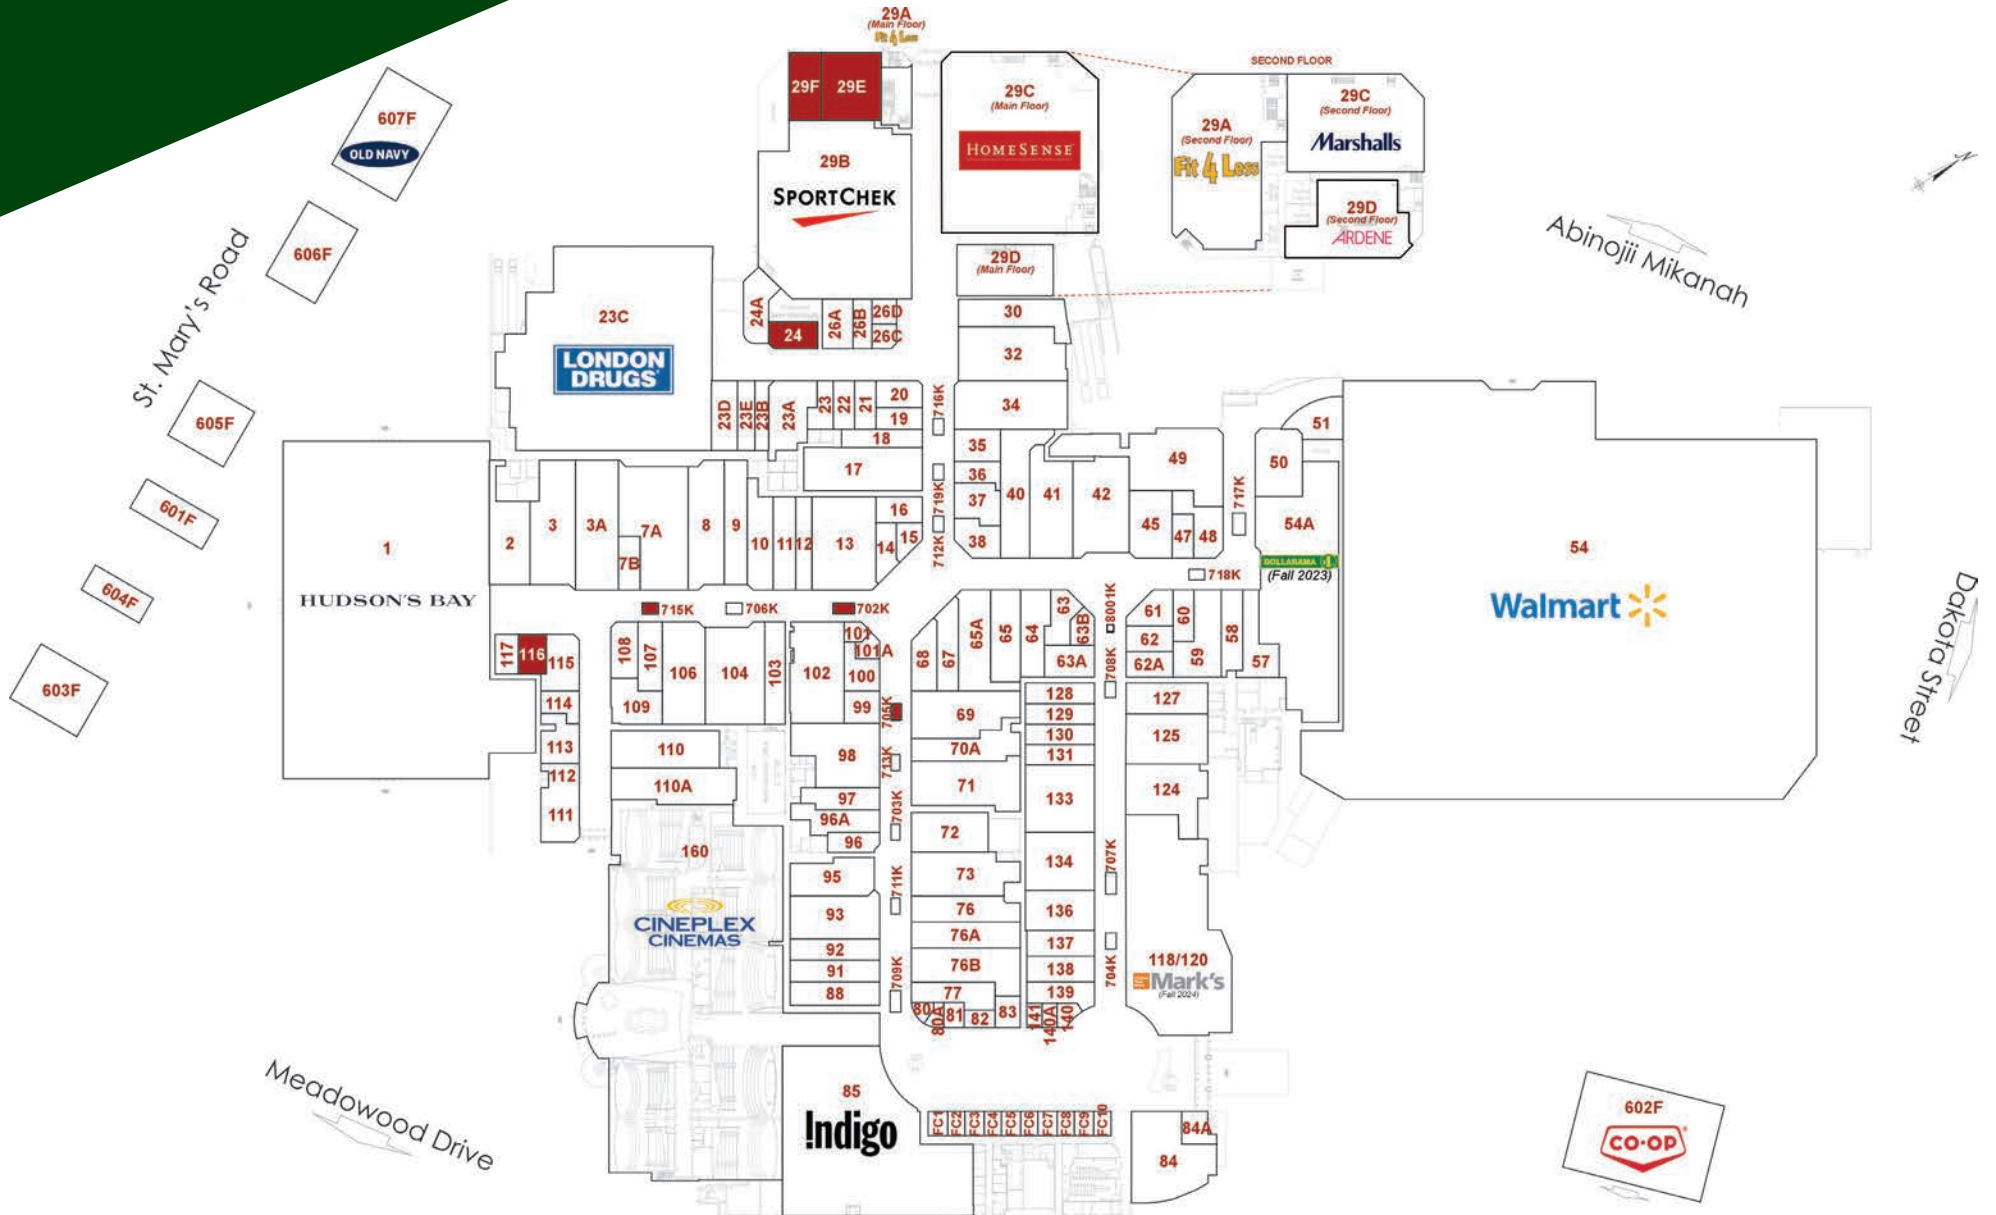 29A
(Main Floor)
Fit 4 Less
607F
OLD NAVY
606F
St. Mary's Road
605F
601F
604F
603F
29F
29E
29B
SPORTCHEK
29C
(Main Floor)
HOMESENSE
29D
(Main Floor)
SECOND FLOOR
29A
(Second Floor)
Fit 4 Less
29C
(Second Floor)
Marshalls
29D
(Second Floor)
ARDENE
N
Abinojii Mikanah
Dakota Street
23C
LONDON
DRUGS
24A
24
26A
26B
26D
26C
30
32
34
23D
23E
23B
23A
23
22
21
20
19
18
17
716K
719K
712K
35
36
37
38
40
41
42
49
45
47
48
717K
50
51
54A
DOLLARAMA
(Fall 2023)
54
Walmart
1
HUDSON'S BAY
2
3
3A
7A
7B
8
9
10
11
12
13
14
15
16
715K
706K
702K
718K
8001K
117
116
115
114
113
112
111
108
107
106
104
103
109
110
110A
102
101
101A
100
99
98
97
96A
96
705K
713K
703K
68
67
65A
65
64
63
63B
63A
708K
61
60
62
62A
59
58
57
69
70A
71
72
73
76
76A
76B
77
80
80A
81
82
83
128
129
130
131
133
134
136
137
138
139
141
140A
140
127
125
124
707K
704K
118/120
Mark's
(Fall 2024)
160
CINEPLEX
CINEMAS
95
93
92
91
88
711K
709K
85
Indigo
FC1
FC2
FC3
FC4
FC5
FC6
FC7
FC8
FC9
FC10
84A
84
Meadowood Drive
602F
CO-OP